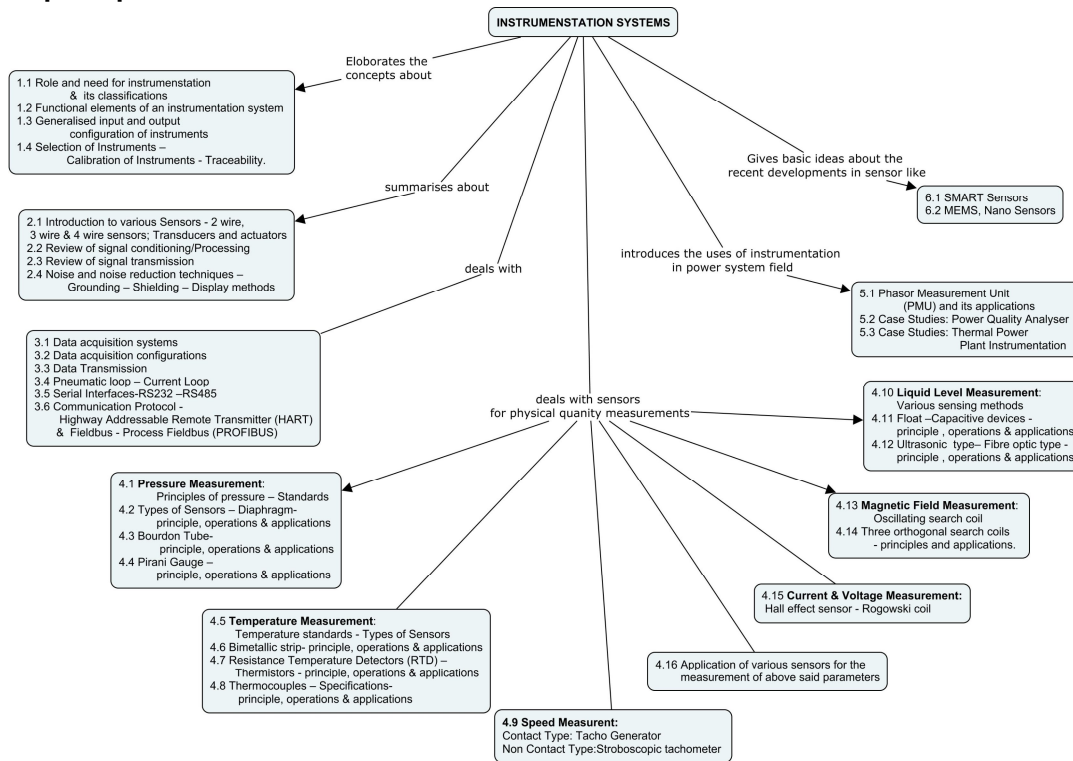 INSTRUMENSTATION SYSTEMS
Eloborates the
concepts about
1.1 Role and need for instrumenstation
& its classifications
1.2 Functional elements of an instrumentation system
1.3 Generalised input and output
configuration of instruments
1.4 Selection of Instruments –
Calibration of Instruments - Traceability.
summarises about
2.1 Introduction to various Sensors - 2 wire,
3 wire & 4 wire sensors; Transducers and actuators
2.2 Review of signal conditioning/Processing
2.3 Review of signal transmission
2.4 Noise and noise reduction techniques –
Grounding – Shielding – Display methods
deals with
3.1 Data acquisition systems
3.2 Data acquisition configurations
3.3 Data Transmission
3.4 Pneumatic loop – Current Loop
3.5 Serial Interfaces-RS232 –RS485
3.6 Communication Protocol -
Highway Addressable Remote Transmitter (HART)
& Fieldbus - Process Fieldbus (PROFIBUS)
deals with sensors
for physical quanity measurements
4.1 Pressure Measurement:
Principles of pressure – Standards
4.2 Types of Sensors – Diaphragm-
principle, operations & applications
4.3 Bourdon Tube-
principle, operations & applications
4.4 Pirani Gauge –
principle, operations & applications
4.5 Temperature Measurement:
Temperature standards - Types of Sensors
4.6 Bimetallic strip- principle, operations & applications
4.7 Resistance Temperature Detectors (RTD) –
Thermistors - principle, operations & applications
4.8 Thermocouples – Specifications-
principle, operations & applications
4.9 Speed Measurent:
Contact Type: Tacho Generator
Non Contact Type:Stroboscopic tachometer
4.10 Liquid Level Measurement:
Various sensing methods
4.11 Float –Capacitive devices -
principle , operations & applications
4.12 Ultrasonic type– Fibre optic type -
principle , operations & applications
4.13 Magnetic Field Measurement:
Oscillating search coil
4.14 Three orthogonal search coils
- principles and applications.
4.15 Current & Voltage Measurement:
Hall effect sensor - Rogowski coil
4.16 Application of various sensors for the
measurement of above said parameters
introduces the uses of instrumentation
in power system field
5.1 Phasor Measurement Unit
(PMU) and its applications
5.2 Case Studies: Power Quality Analyser
5.3 Case Studies: Thermal Power
Plant Instrumentation
Gives basic ideas about the
recent developments in sensor like
6.1 SMART Sensors
6.2 MEMS, Nano Sensors